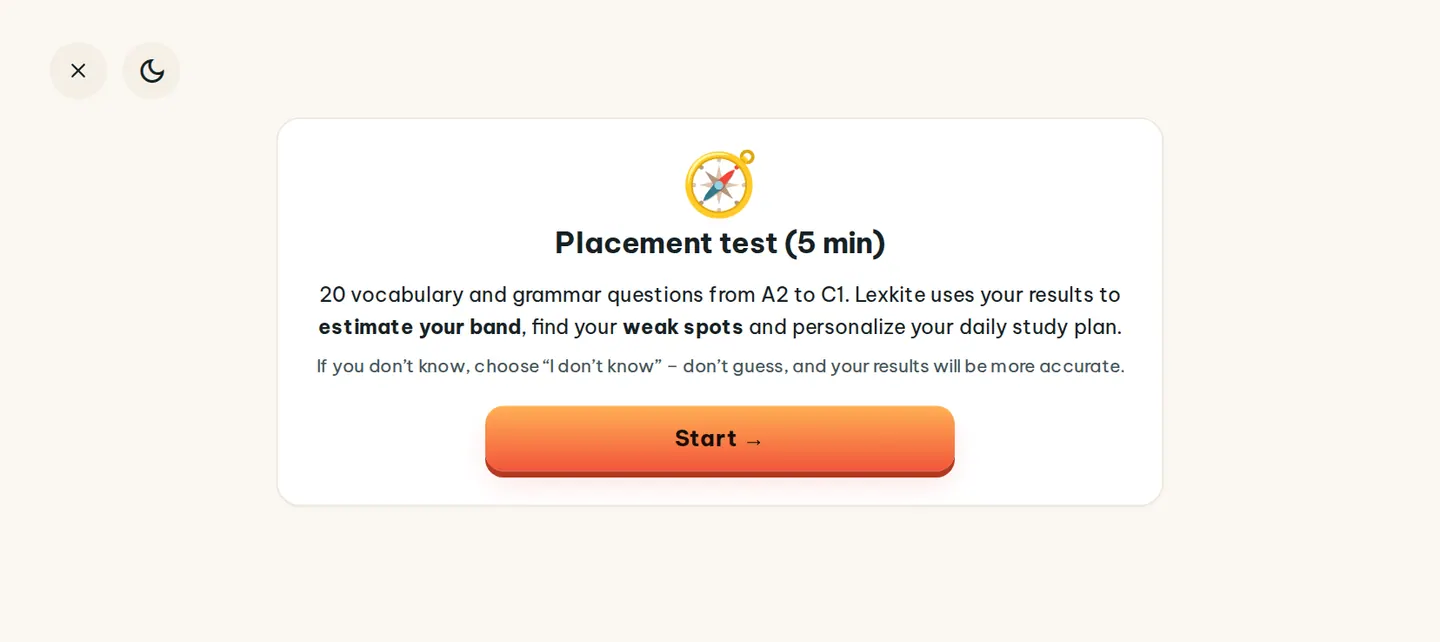 Placement test (5 min)
20 vocabulary and grammar questions from A2 to C1. Lexkite uses your results to
estimate your band, find your weak spots and personalize your daily study plan.
If you don’t know, choose “I don’t know” – don’t guess, and your results will be more accurate.
Start →